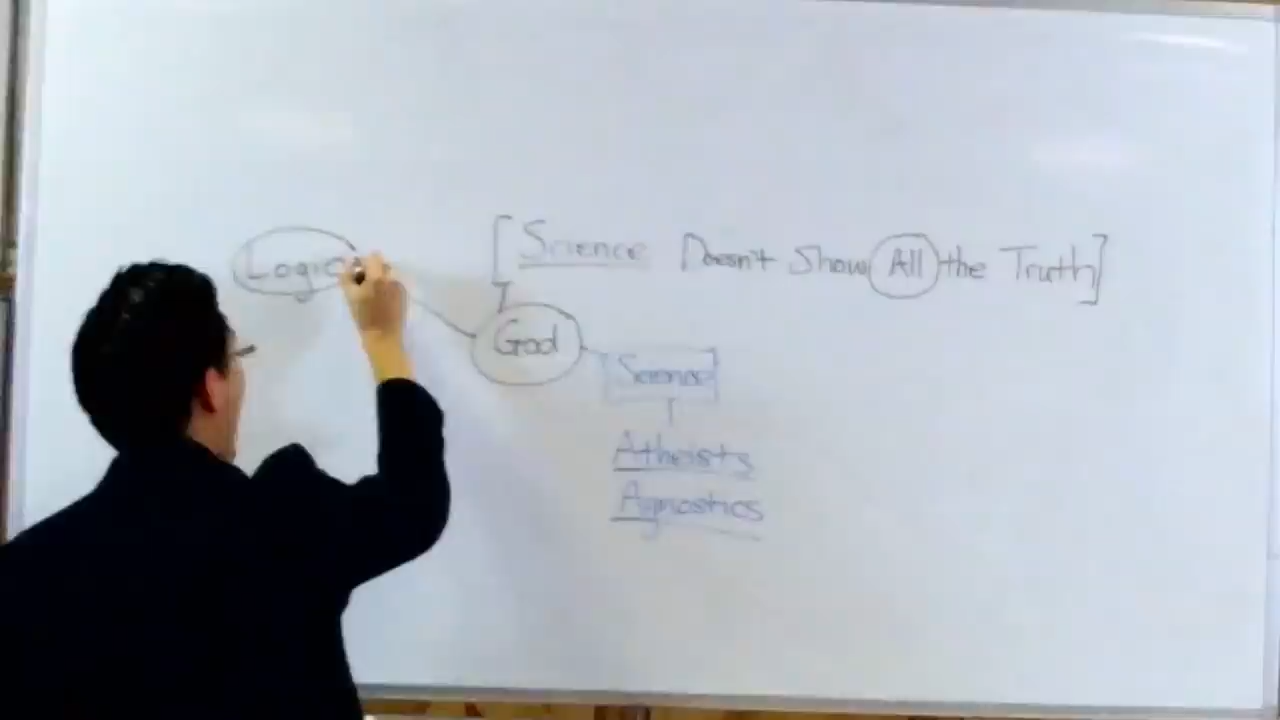 Logic
Science Doesn't Show All the Truth
God
Science
Atheists
Agnostics